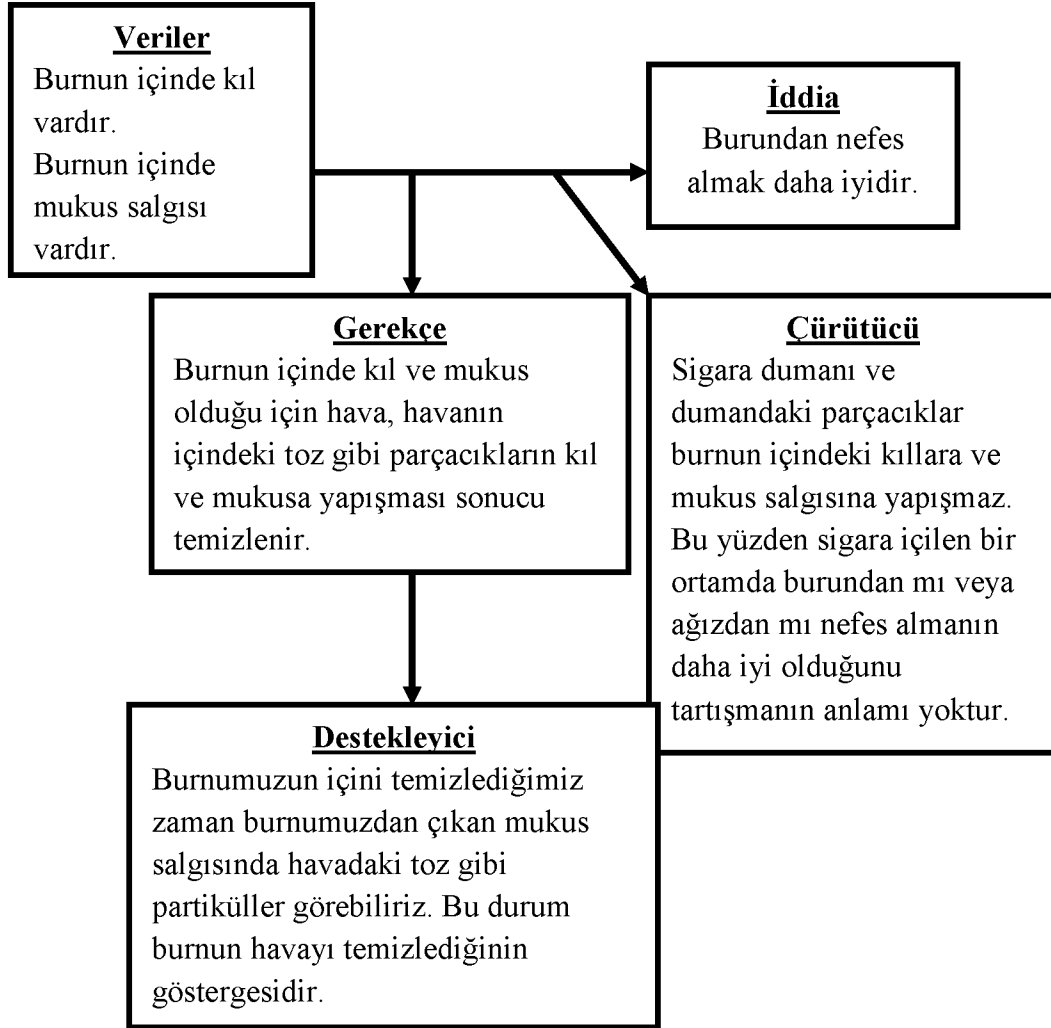 Veriler
Burnun içinde kıl
vardır.
Burnun içinde
mukus salgısı
vardır.
İddia
Burundan nefes
almak daha iyidir.
Gerekçe
Burnun içinde kıl ve mukus
olduğu için hava, havanın
içindeki toz gibi parçacıkların kıl
ve mukusa yapışması sonucu
temizlenir.
Çürütücü
Sigara dumanı ve
dumandaki parçacıklar
burnun içindeki kıllara ve
mukus salgısına yapışmaz.
Bu yüzden sigara içilen bir
ortamda burundan mı veya
ağızdan mı nefes almanın
daha iyi olduğunu
tartışmanın anlamı yoktur.
Destekleyici
Burnumuzun içini temizlediğimiz
zaman burnumuzdan çıkan mukus
salgısında havadaki toz gibi
partiküller görebiliriz. Bu durum
burnun havayı temizlediğinin
göstergesidir.